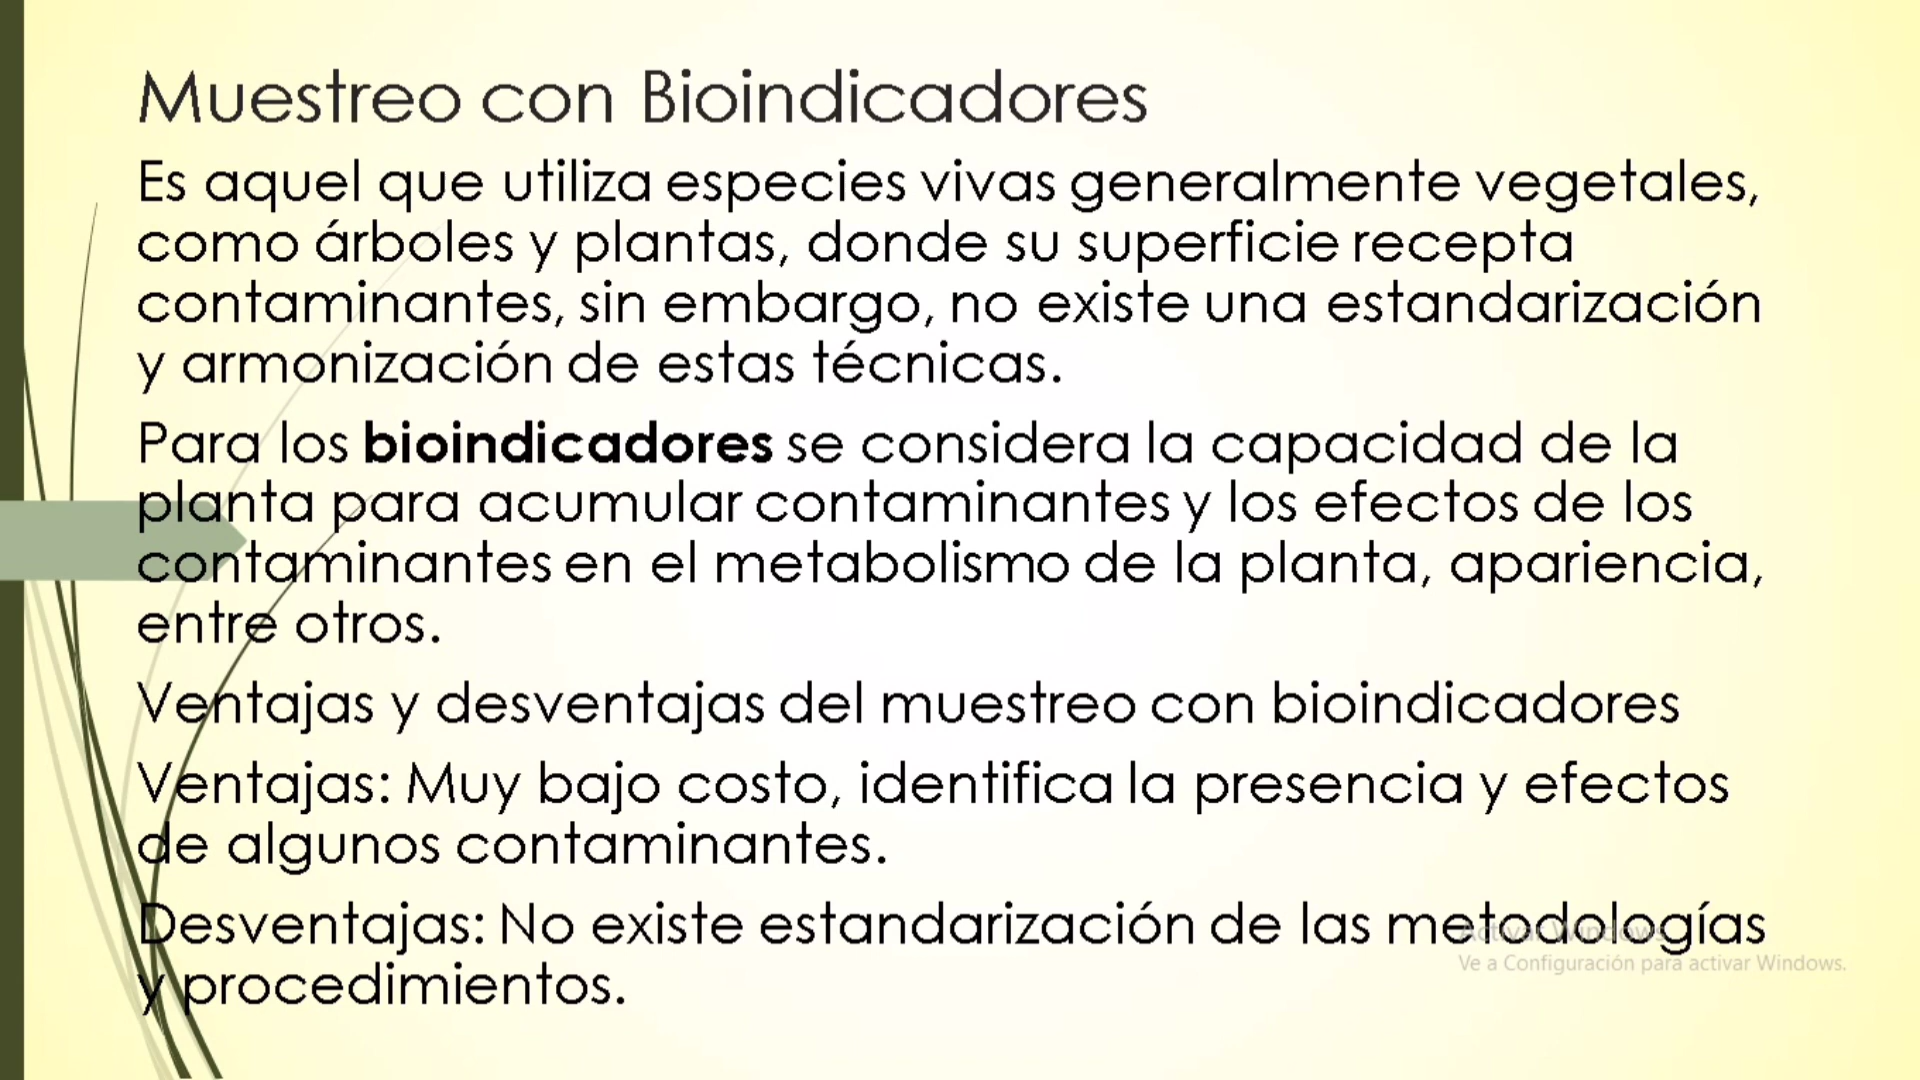 Muestreo con Bioindicadores
Es aquel que utiliza especies vivas generalmente vegetales,
como árboles y plantas, donde su superficie recepta
contaminantes, sin embargo, no existe una estandarización
y armonización de estas técnicas.
Para los bioindicadores se considera la capacidad de la
planta para acumular contaminantes y los efectos de los
contaminantes en el metabolismo de la planta, apariencia,
entre otros.
Ventajas y desventajas del muestreo con bioindicadores
Ventajas: Muy bajo costo, identifica la presencia y efectos
de algunos contaminantes.
Desventajas: No existe estandarización de las metodologías
y procedimientos.
Activar Windows
Ve a Configuración para activar Windows.